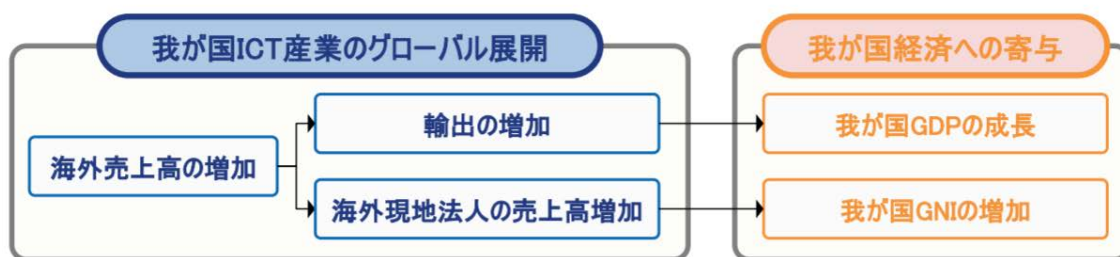 我が国ICT産業のグローバル展開
我が国経済への寄与
海外売上高の増加
輸出の増加
海外現地法人の売上高増加
我が国GDPの成長
我が国GNIの増加